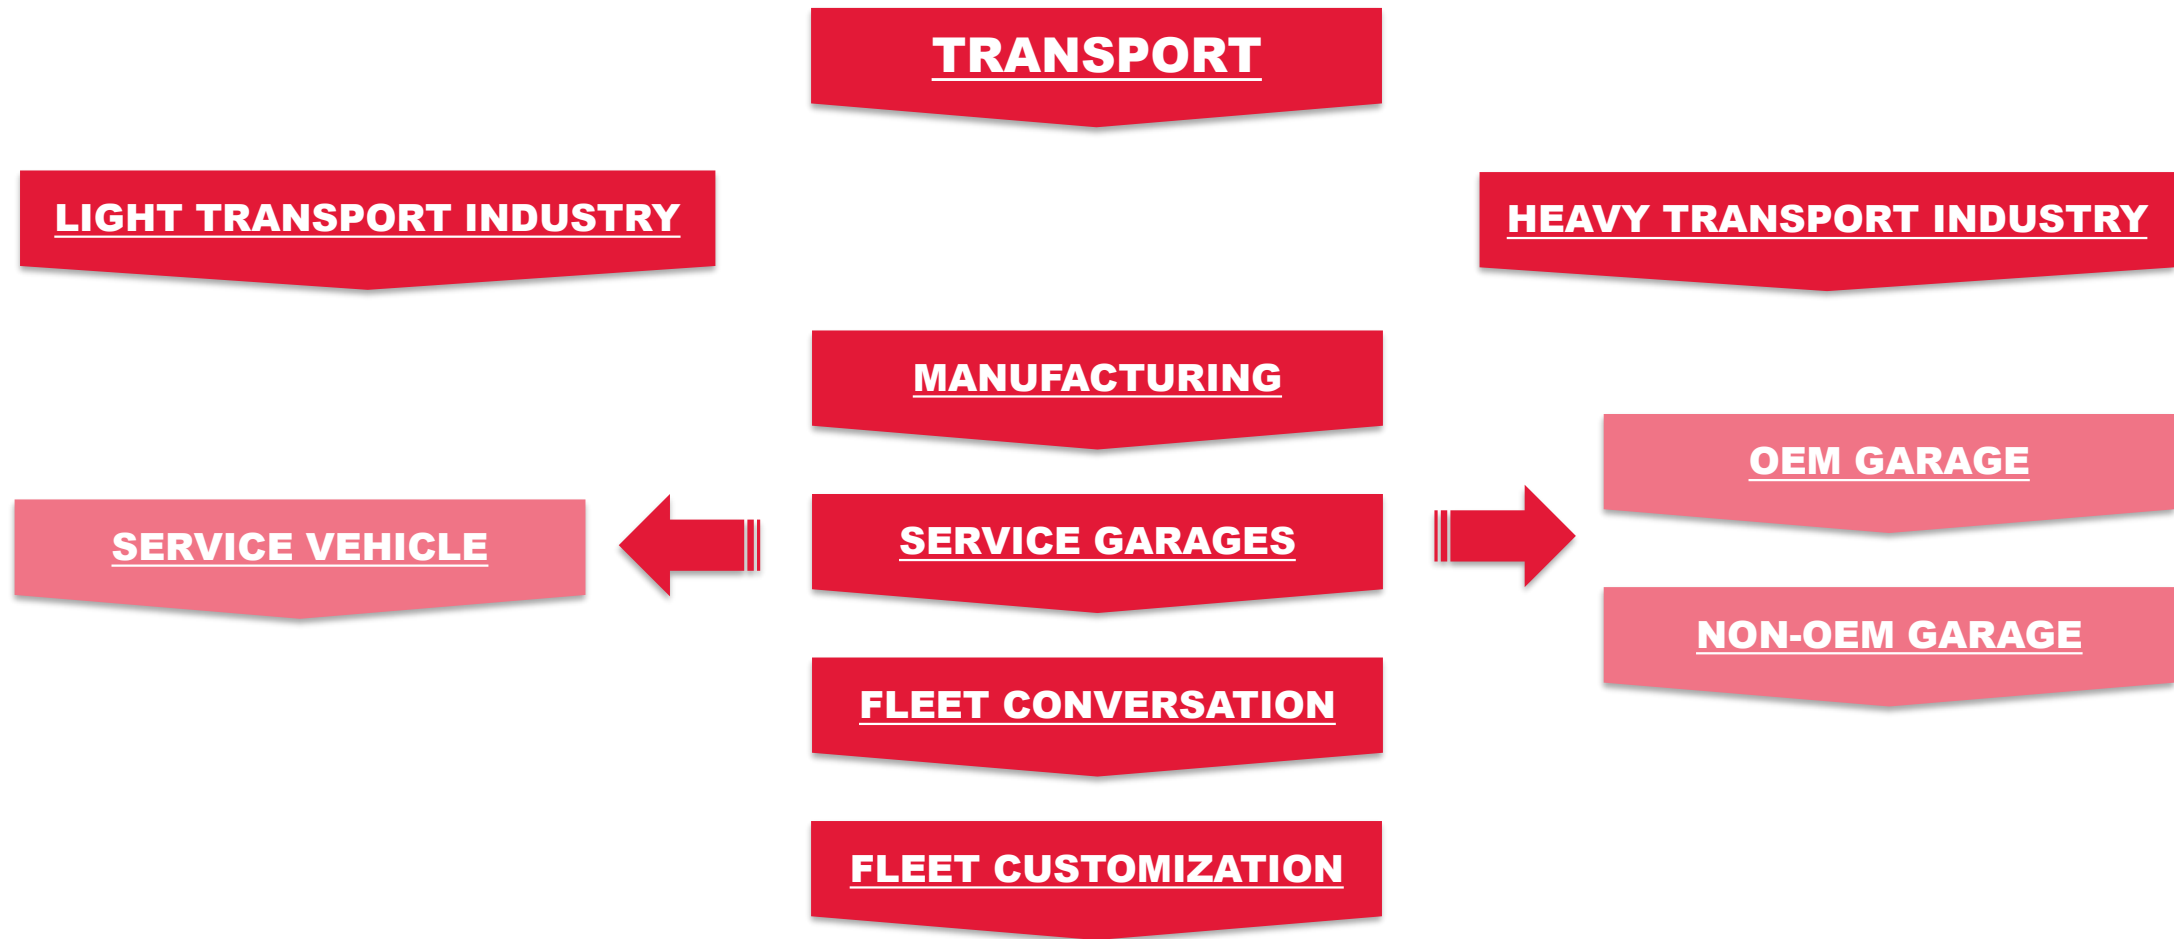 TRANSPORT
LIGHT TRANSPORT INDUSTRY
HEAVY TRANSPORT INDUSTRY
MANUFACTURING
OEM GARAGE
SERVICE VEHICLE
SERVICE GARAGES
NON-OEM GARAGE
FLEET CONVERSATION
FLEET CUSTOMIZATION